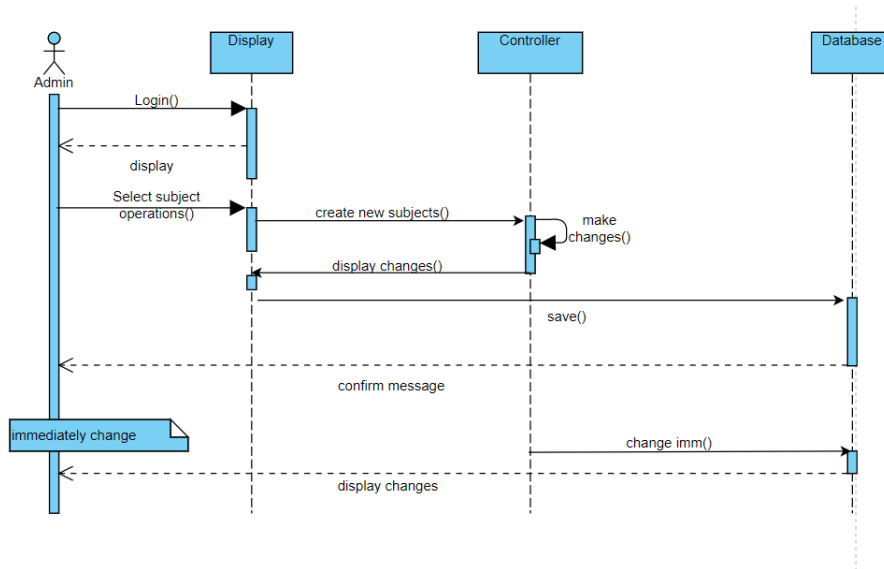 Display
Controller
Database
Admin
Login()
display
Select subject
operations()
create new subjects()
make
changes()
display changes()
save()
confirm message
immediately change
change imm()
display changes